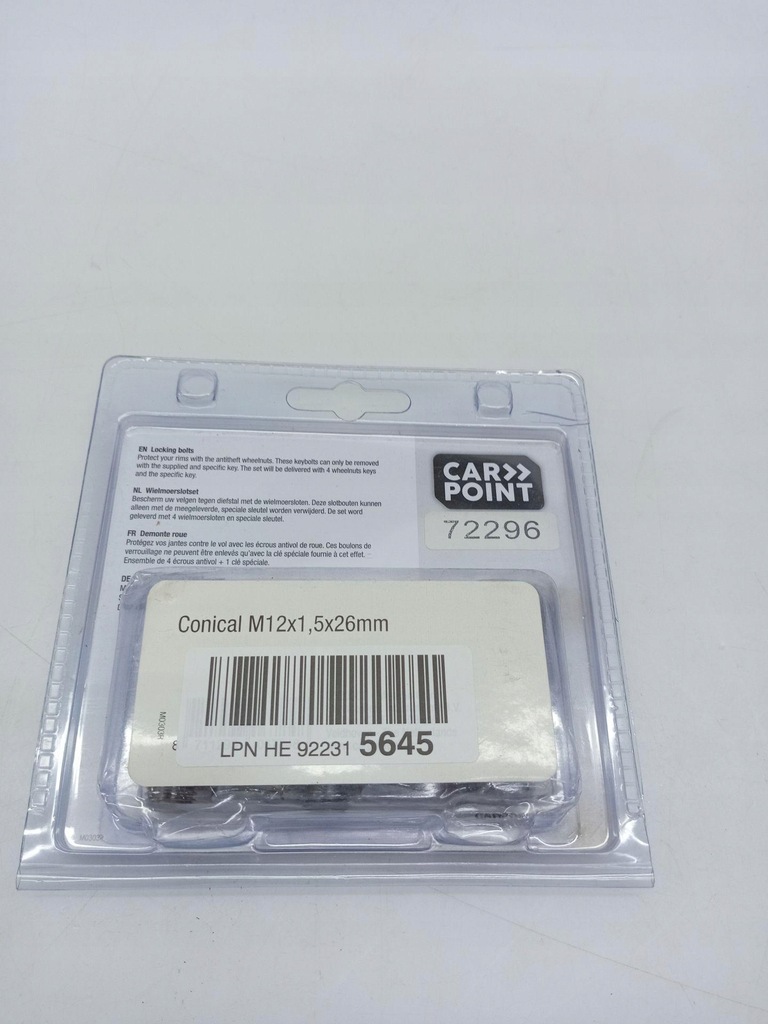 EN Locking bolts
Protect your rims with the antitheft wheelnuts. These keybolts can only be removed
with the supplied and specific key. The set will be delivered with 4 wheelnuts keys
and the specific key.
NL Wielmoerslotset
Bescherm uw velgen tegen diefstal met de wielmoersloten. Deze slotbouten kunnen
alleen met de meegeleverde, speciale sleutel worden verwijderd. De set word
geleverd met 4 wielmoersloten en speciale sleutel.
FR Demonte roue
Protégez vos jantes contre le vol avec les écrous antivol de roue. Ces boulons de
verrouillage ne peuvent être enlevés qu'avec la clé spéciale fournie à cet effet.
Ensemble de 4 écrous antivol + 1 clé spéciale.
DE
CAR>>
POINT
72296
Conical M12x1,5x26mm
LPN HE 92231 5645